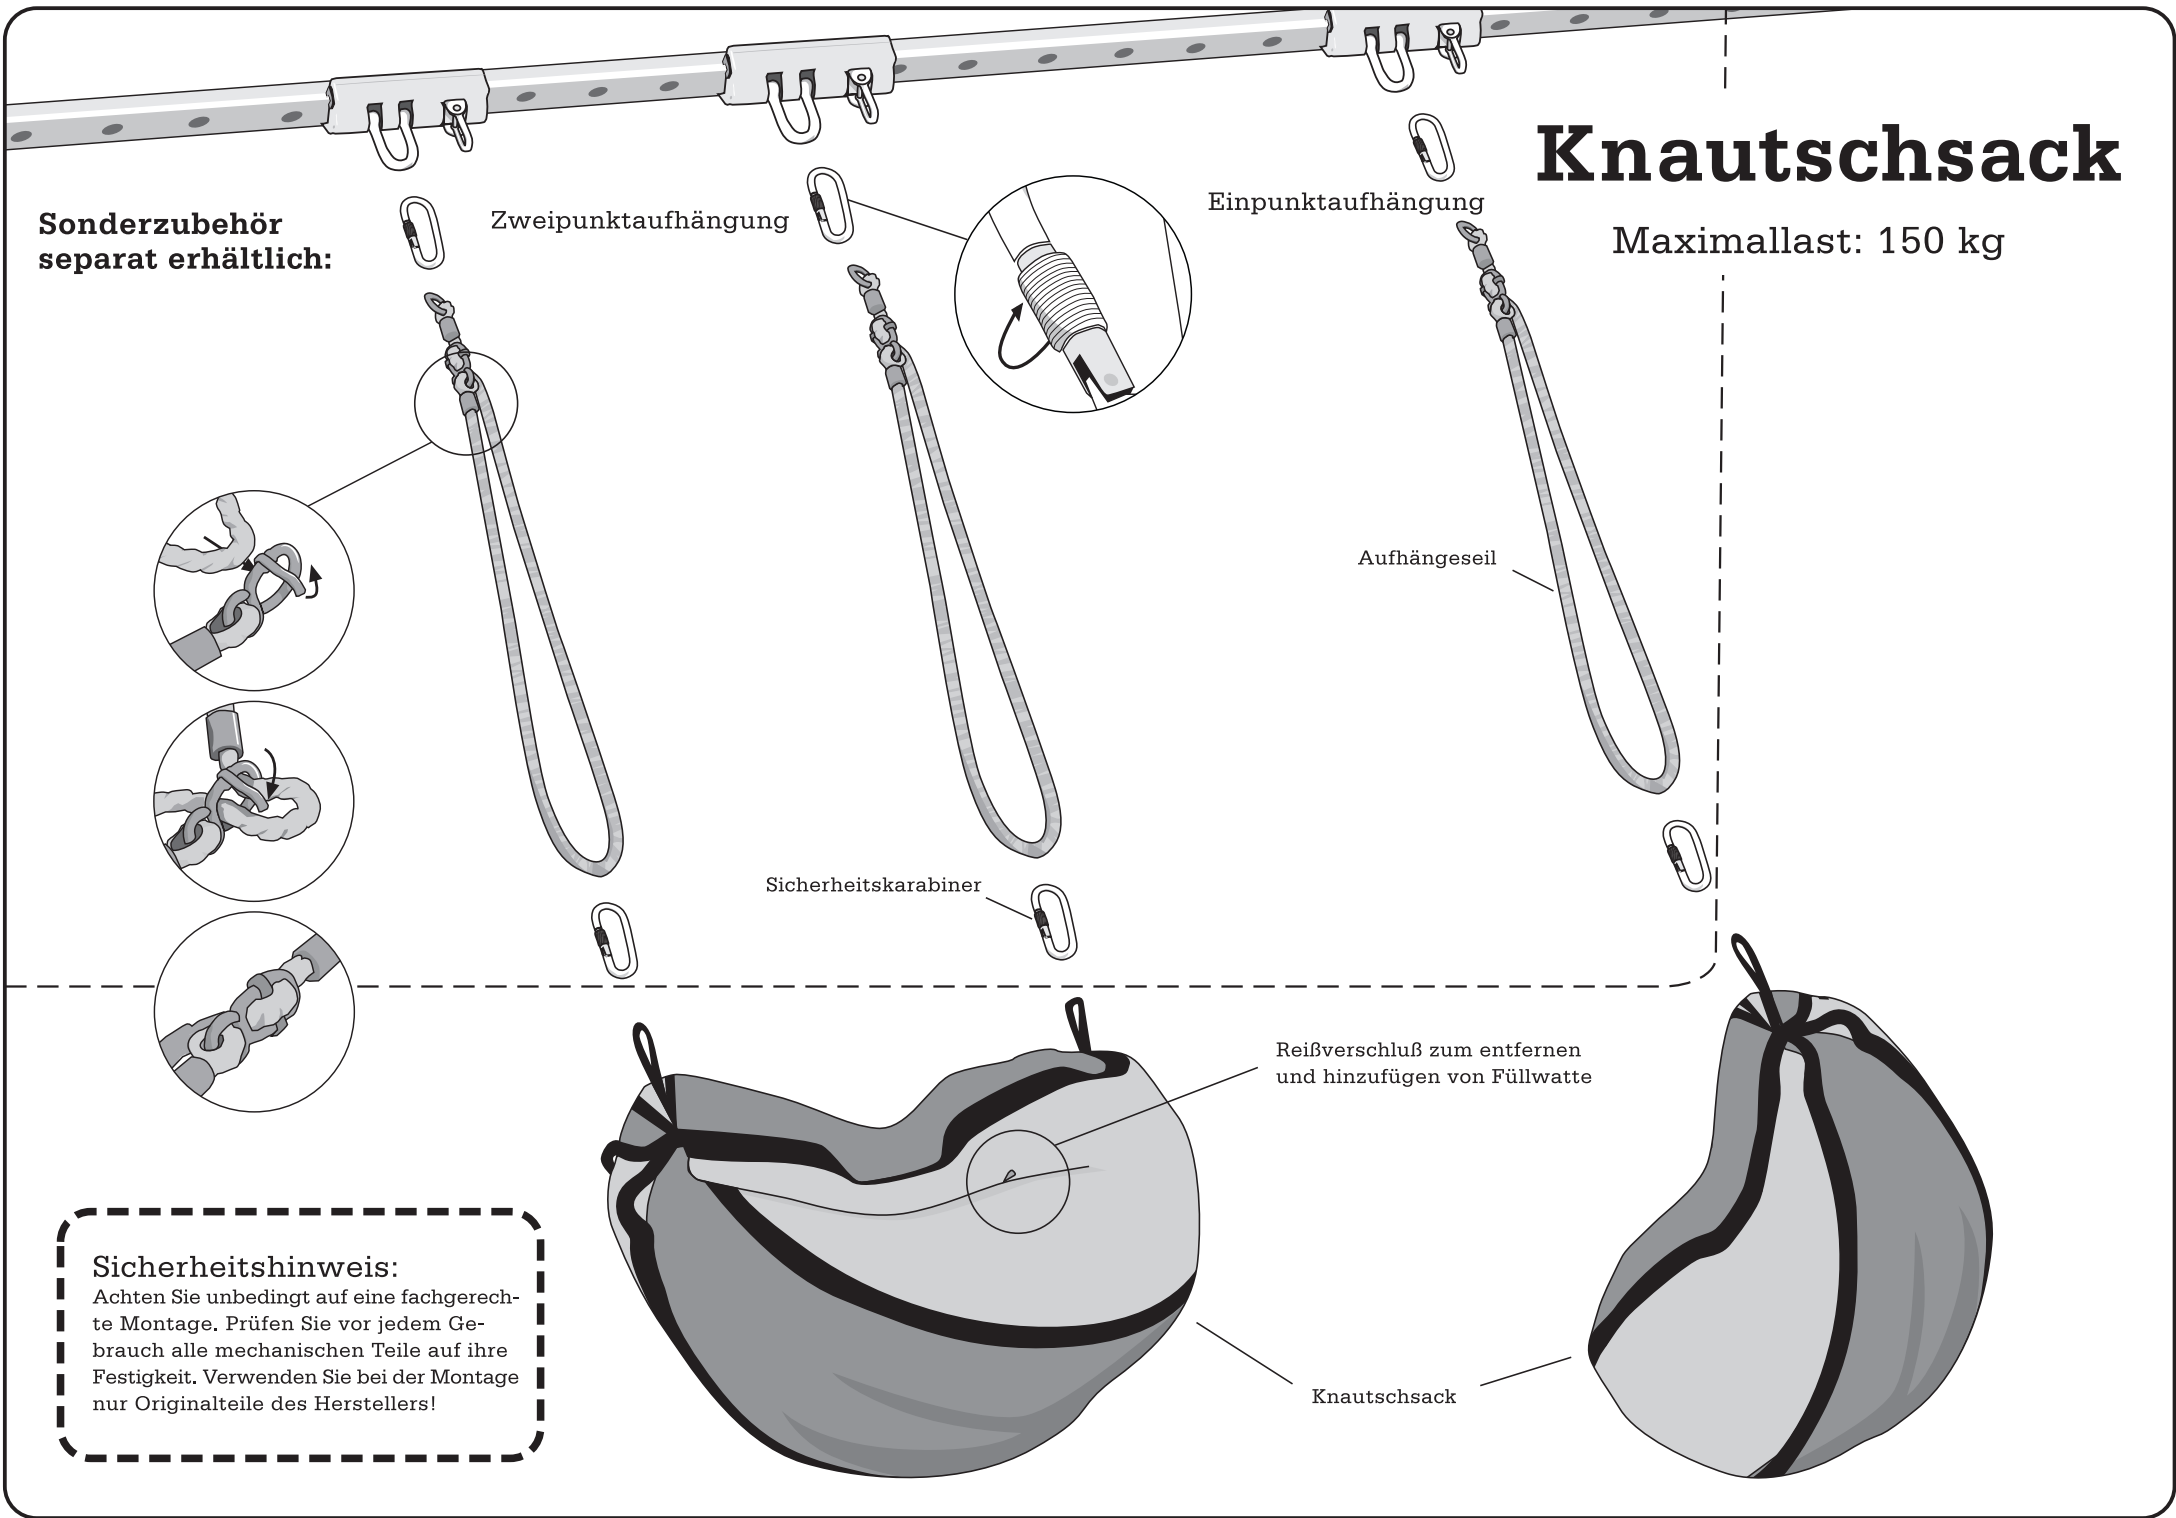 Knautschsack
Maximallast: 150 kg
Sonderzubehör
separat erhältlich:
Zweipunktaufhängung
Einpunktaufhängung
Aufhängeseil
Sicherheitskarabiner
Reißverschluß zum entfernen
und hinzufügen von Füllwatte
Knautschsack
Sicherheitshinweis:
Achten Sie unbedingt auf eine fachgerech-
te Montage. Prüfen Sie vor jedem Ge-
brauch alle mechanischen Teile auf ihre
Festigkeit. Verwenden Sie bei der Montage
nur Originalteile des Herstellers!